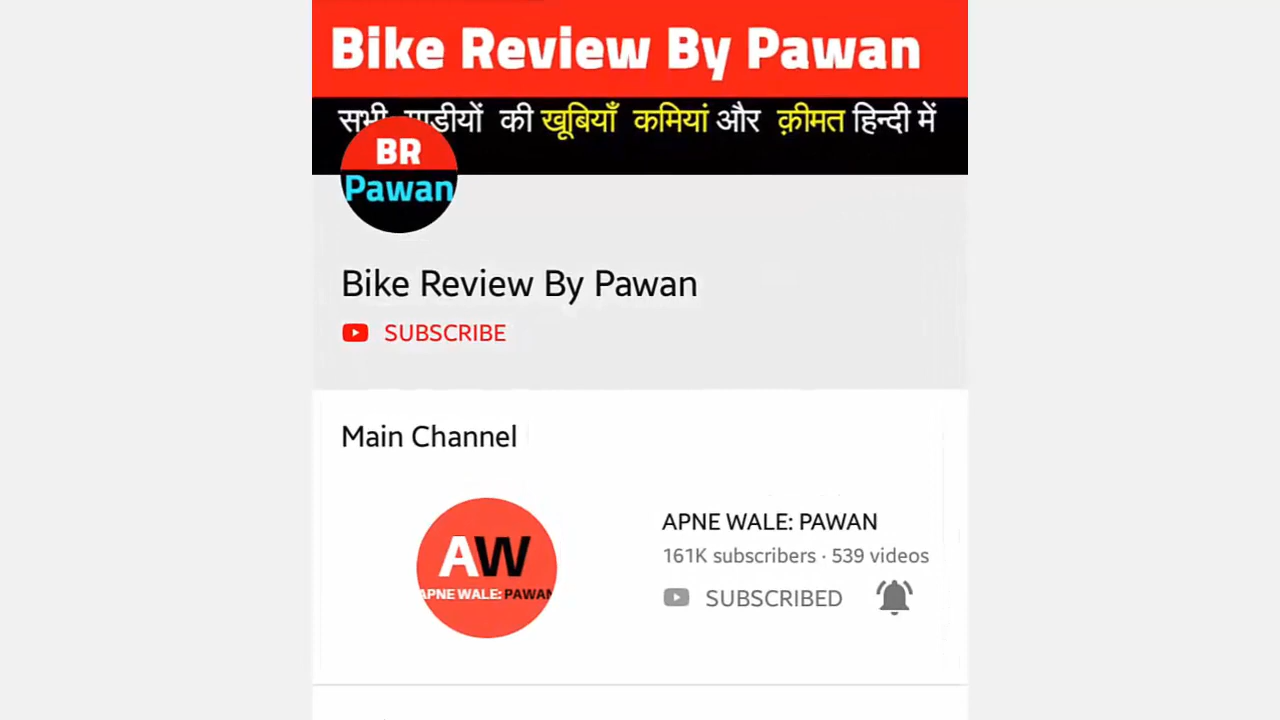 Bike Review By Pawan
सभी की खूबियाँ कमियां और क़ीमत हिन्दी में
BR
Pawan
Bike Review By Pawan
SUBSCRIBE
Main Channel
AW
APNE WALE: PAWAN
APNE WALE: PAWAN
161K subscribers · 539 videos
SUBSCRIBED